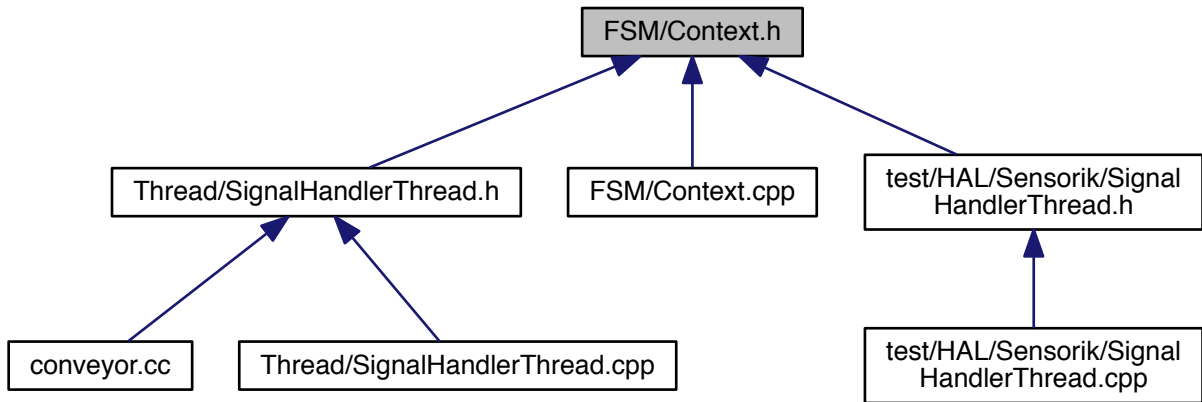 FSM/Context.h
Thread/SignalHandlerThread.h
FSM/Context.cpp
test/HAL/Sensorik/Signal
HandlerThread.h
conveyor.cc
Thread/SignalHandlerThread.cpp
test/HAL/Sensorik/Signal
HandlerThread.cpp